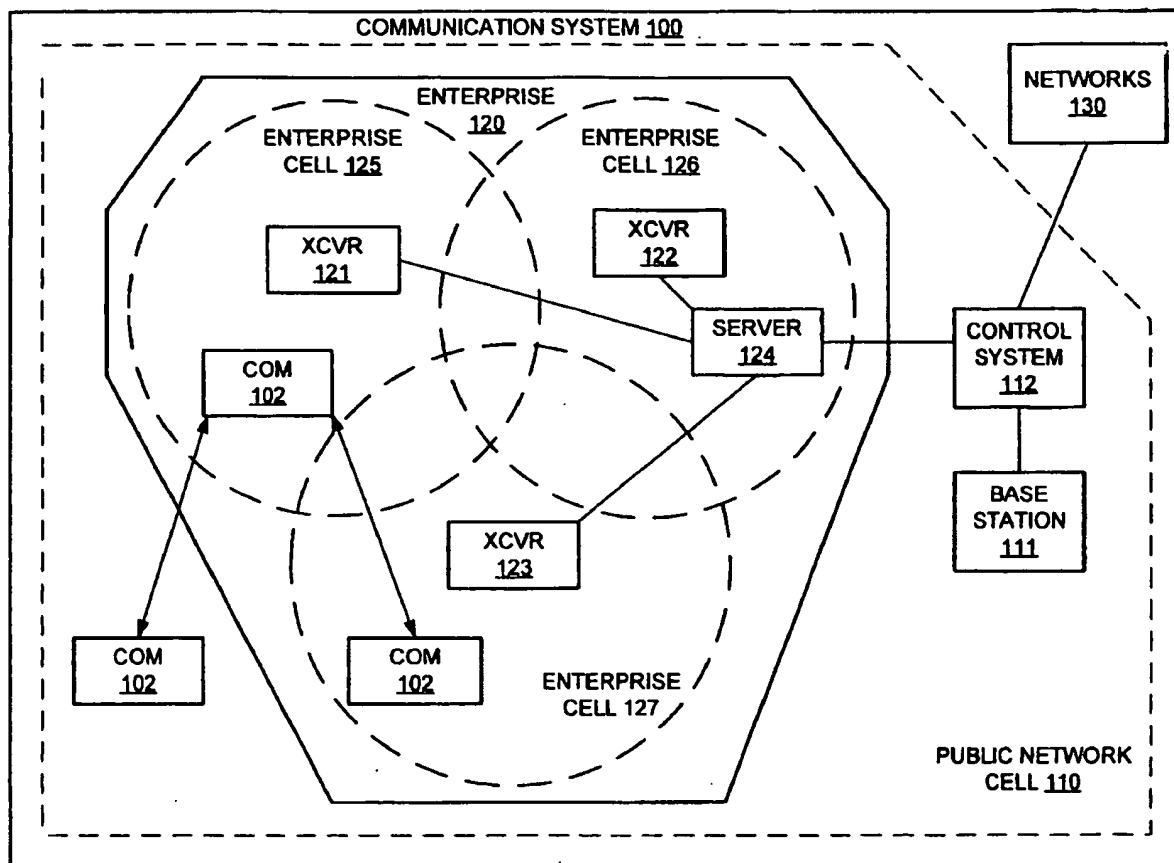 COMMUNICATION SYSTEM 100
NETWORKS
130
ENTERPRISE
120
ENTERPRISE
CELL 125
ENTERPRISE
CELL 126
XCVR
121
XCVR
122
SERVER
124
CONTROL
SYSTEM
112
COM
102
BASE
STATION
111
XCVR
123
COM
102
COM
102
ENTERPRISE
CELL 127
PUBLIC NETWORK
CELL 110